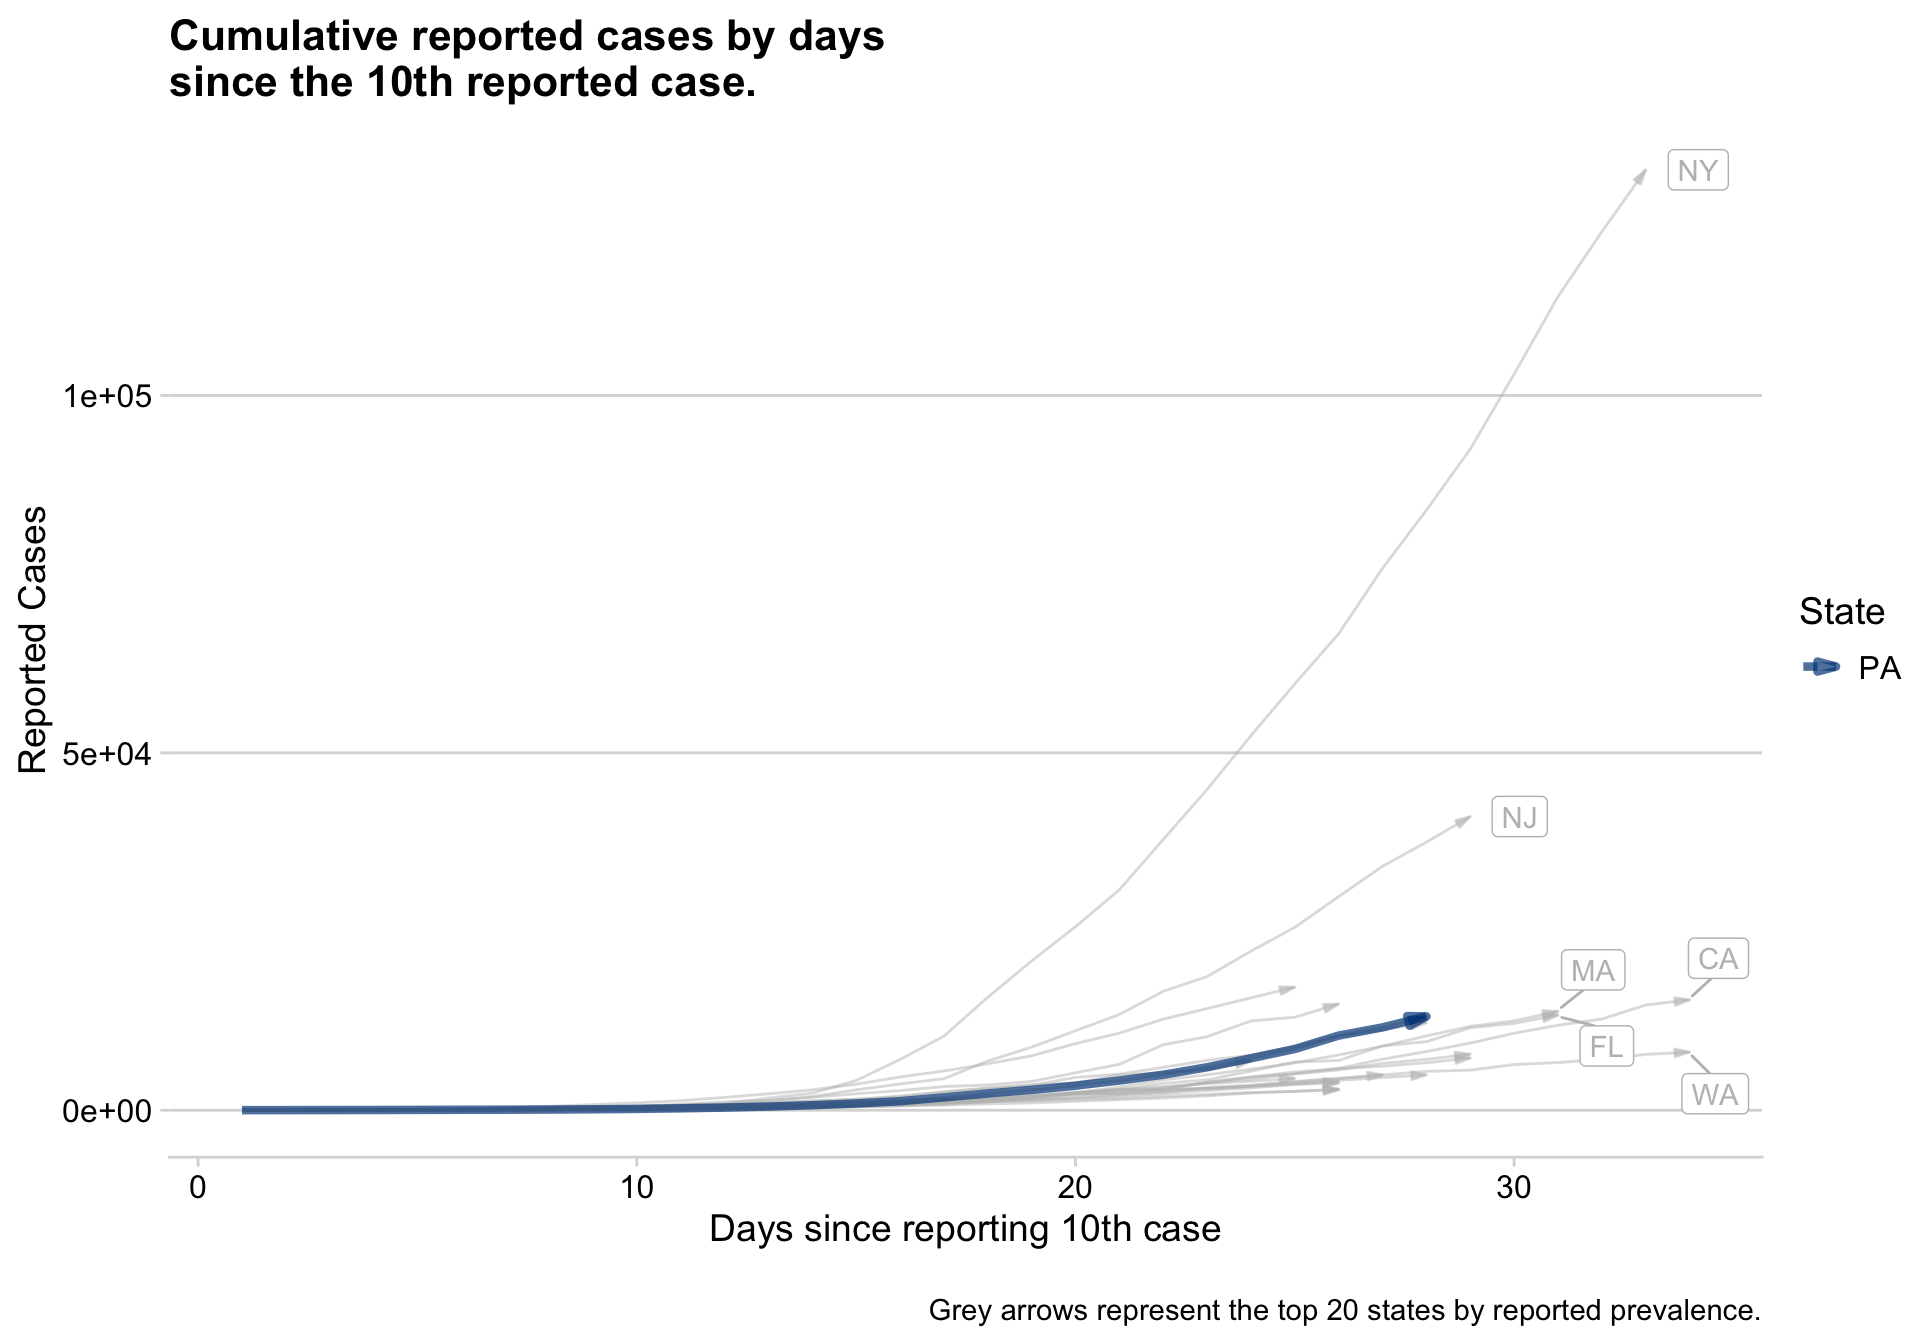 Cumulative reported cases by days
since the 10th reported case.
NY
1e+05
Reported Cases
State
PA
5e+04
NJ
CA
MA
FL
WA
0e+00
0
10
20
30
Days since reporting 10th case
Grey arrows represent the top 20 states by reported prevalence.